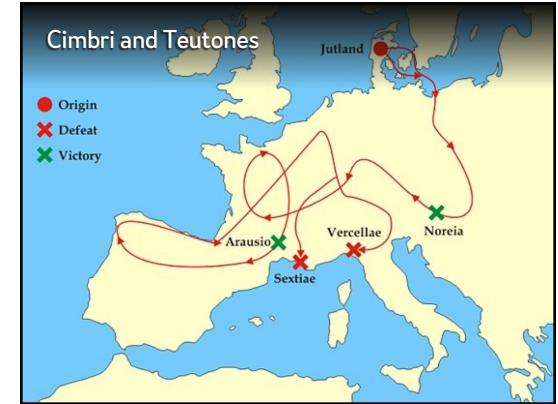 Cimbri and Teutones
Jutland
Origin
Defeat
Victory
Arausio
Vercellae
Noreia
Sextiae